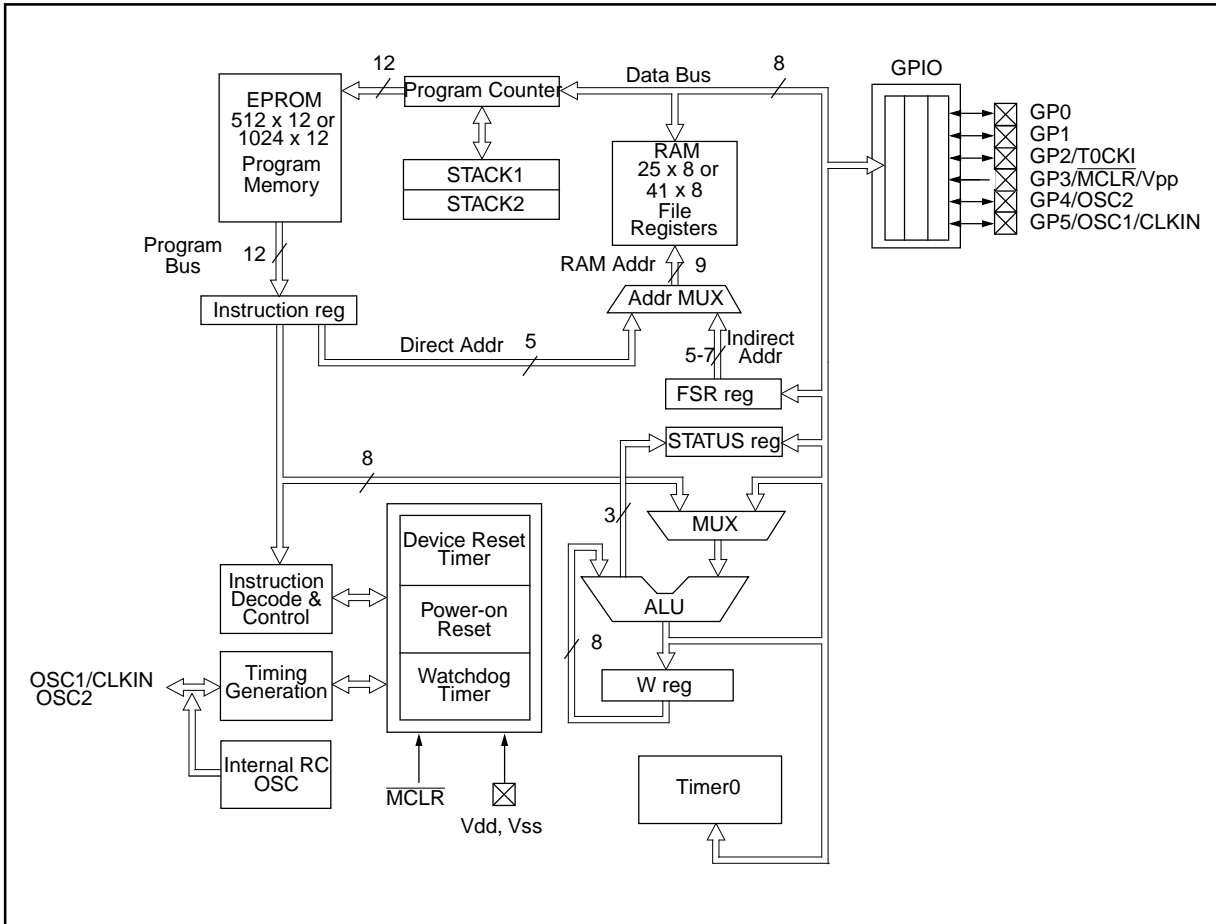 12
Program Counter
Data Bus
8
GPIO
EPROM
512 x 12 or
1024 x 12
Program
Memory
STACK1
STACK2
RAM
25 x 8 or
41 x 8
File
Registers
GP0
GP1
GP2/T0CKI
GP3/MCLR/Vpp
GP4/OSC2
GP5/OSC1/CLKIN
Program
Bus
12
RAM Addr
9
Instruction reg
Addr MUX
Direct Addr
5
5-7
Indirect
Addr
FSR reg
STATUS reg
8
3
MUX
Device Reset
Timer
Power-on
Reset
Watchdog
Timer
Instruction
Decode &
Control
ALU
8
W reg
OSC1/CLKIN
OSC2
Timing
Generation
Internal RC
OSC
MCLR
Vdd, Vss
Timer0